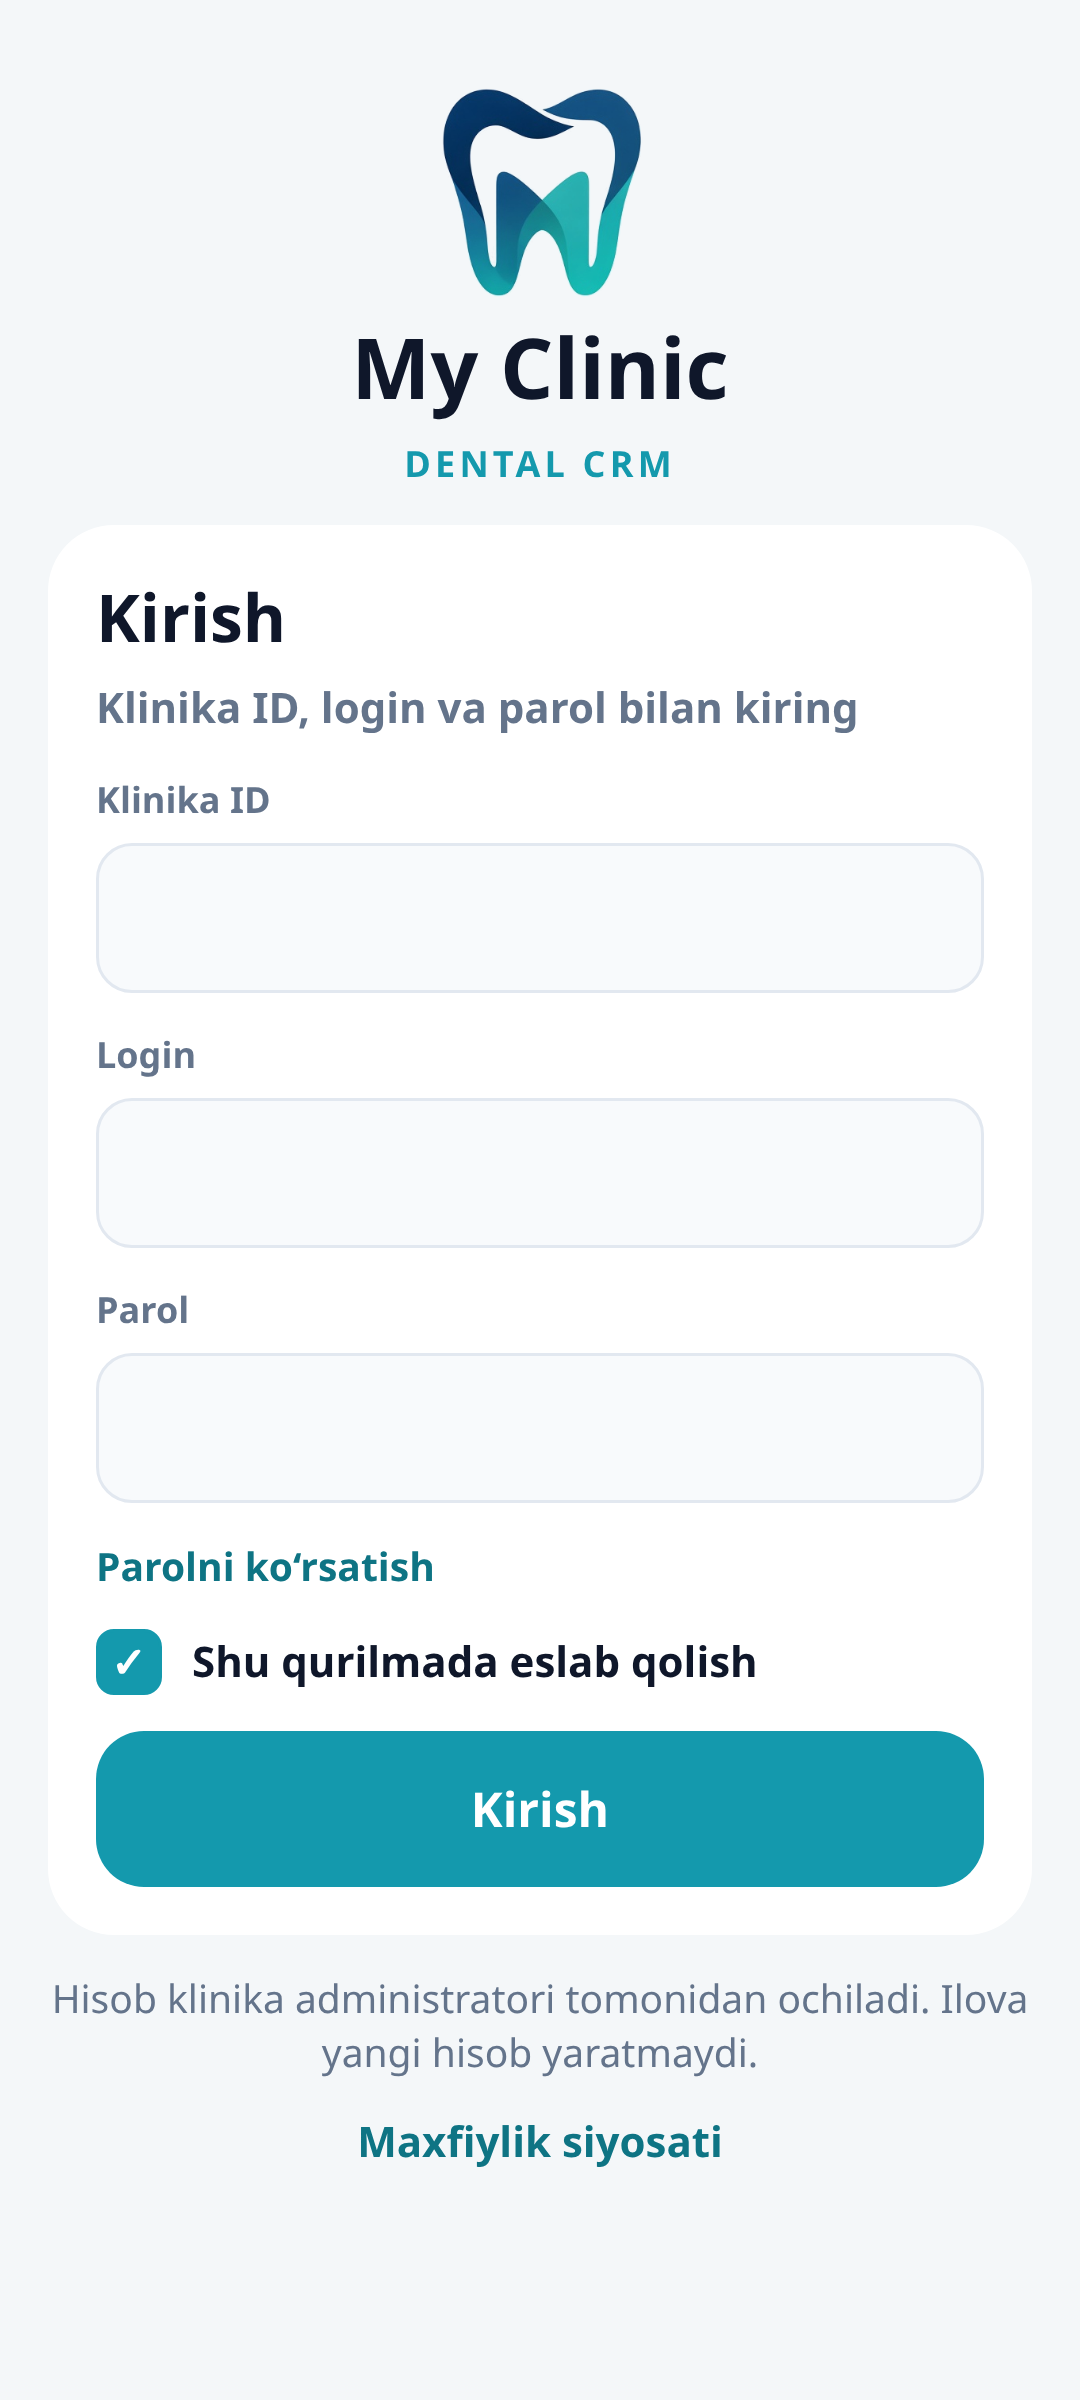 My Clinic
DENTAL CRM
Kirish
Klinika ID, login va parol bilan kiring
Klinika ID
Login
Parol
Parolni ko‘rsatish
✓ Shu qurilmada eslab qolish
Kirish
Hisob klinika administratori tomonidan ochiladi. Ilova
yangi hisob yaratmaydi.
Maxfiylik siyosati